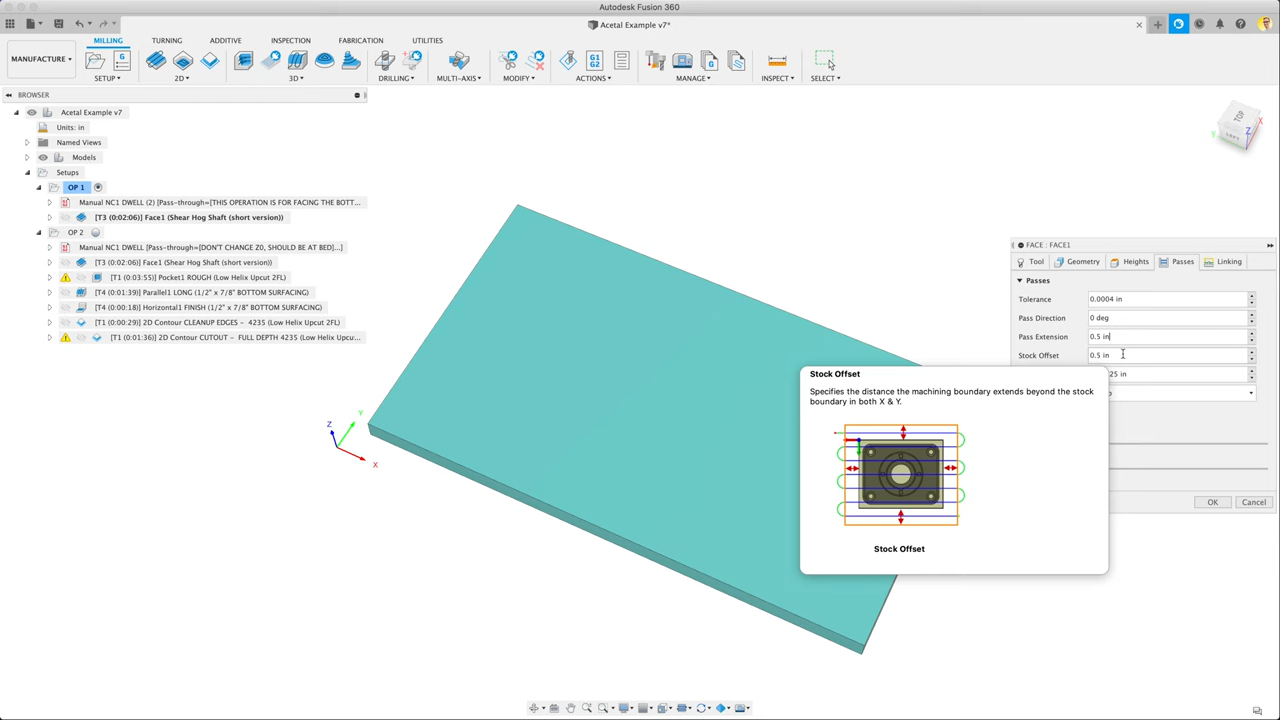 Autodesk Fusion 360
Acetal Example v7*
MANUFACTURE
MILLING TURNING ADDITIVE INSPECTION FABRICATION UTILITIES
G1
G2
SETUP 2D 3D DRILLING MULTI-AXIS MODIFY ACTIONS MANAGE INSPECT SELECT
BROWSER
Acetal Example v7
Units: in
Named Views
Models
Setups
OP 1
Manual NC1 DWELL (2) [Pass-through=[THIS OPERATION IS FOR FACING THE BOTT...
[T3 (0:02:06)] Face1 (Shear Hog Shaft (short version))
OP 2
Manual NC1 DWELL [Pass-through=[DON'T CHANGE Z0, SHOULD BE AT BED]...]
[T3 (0:02:06)] Face1 (Shear Hog Shaft (short version))
[T1 (0:03:55)] Pocket1 ROUGH (Low Helix Upcut 2FL)
[T4 (0:01:39)] Parallel1 LONG (1/2" x 7/8" BOTTOM SURFACING)
[T4 (0:00:18)] Horizontal1 FINISH (1/2" x 7/8" BOTTOM SURFACING)
[T1 (0:00:29)] 2D Contour CLEANUP EDGES - 4235 (Low Helix Upcut 2FL)
[T1 (0:01:36)] 2D Contour CUTOUT - FULL DEPTH 4235 (Low Helix Upcu...
TOP
LEFT
X
Y
Z
Z
Y
X
FACE : FACE1
Tool Geometry Heights Passes Linking
Passes
Tolerance 0.0004 in
Pass Direction 0 deg
Pass Extension 0.5 in
Stock Offset 0.5 in
25 in
Stock Offset
Specifies the distance the machining boundary extends beyond the stock
boundary in both X & Y.
Stock Offset
OK Cancel